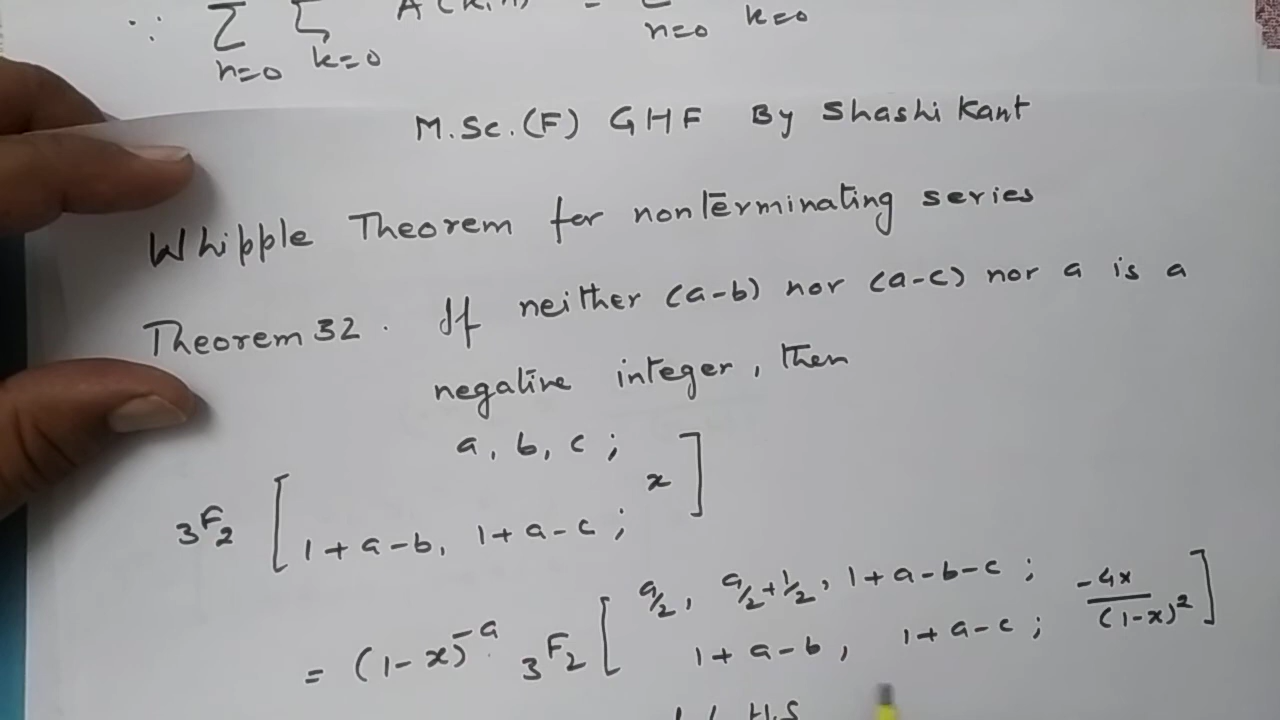 ∵ Σ Σ A(k,n) = Σ
n=0 k=0 n=0 k=0
M.Sc.(F) GHF By Shashi Kant
Whipple Theorem for nonterminating series
Theorem 32. If neither (a-b) nor (a-c) nor a is a
negative integer, then
a, b, c ;
3F2 [ x ]
1+a-b, 1+a-c ;
a/2, a/2+1/2, 1+a-b-c ; -4x/(1-x)^2
= (1-x)^-a 3F2 [ 1+a-b, 1+a-c ; ]
L.H.S